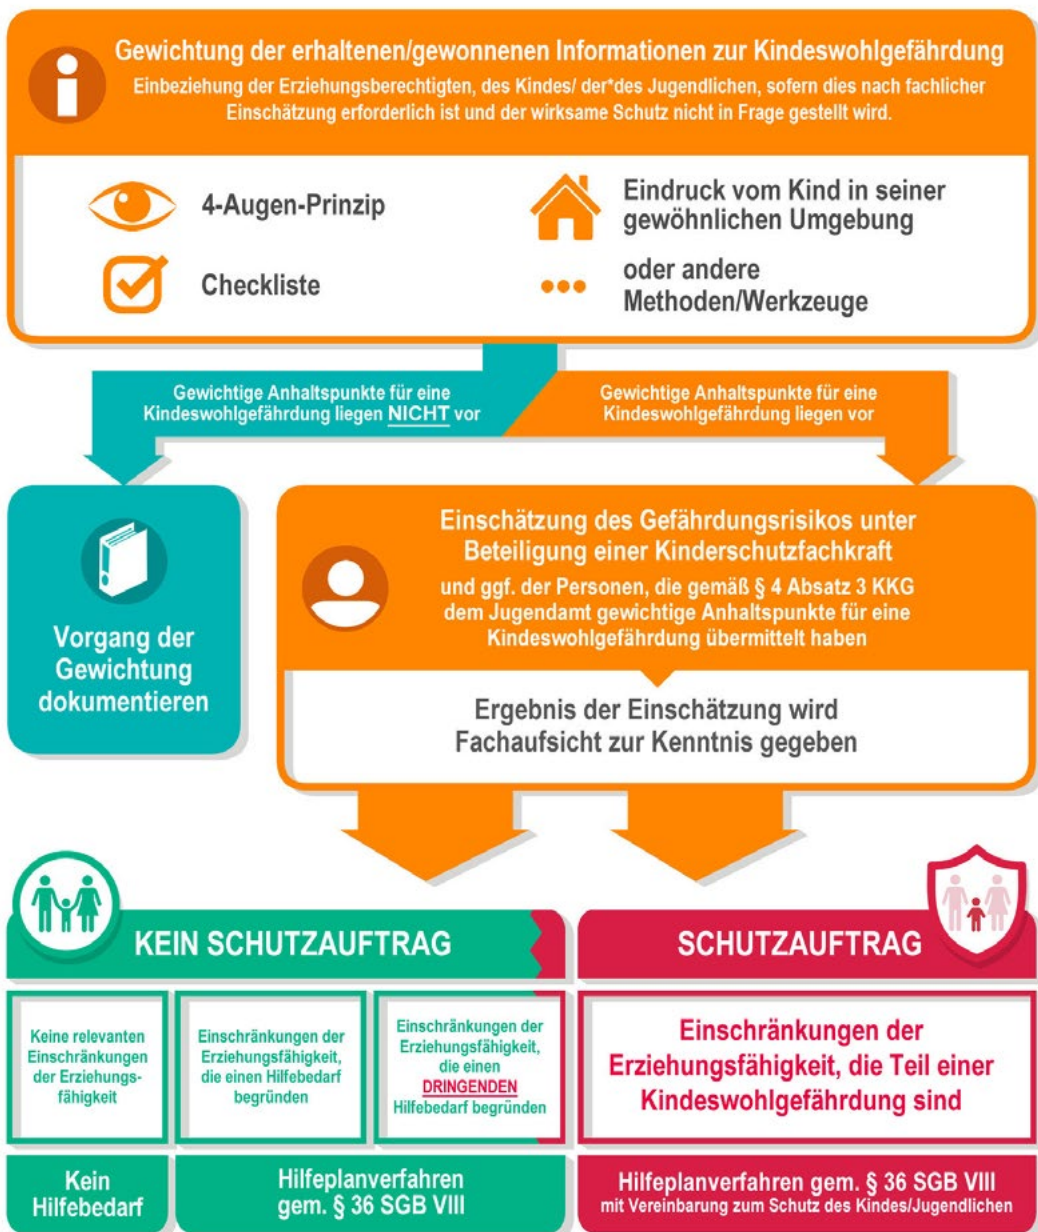 Gewichtung der erhaltenen/gewonnenen Informationen zur Kindeswohlgefährdung
Einbeziehung der Erziehungsberechtigten, des Kindes/ der*des Jugendlichen, sofern dies nach fachlicher
Einschätzung erforderlich ist und der wirksame Schutz nicht in Frage gestellt wird.
4-Augen-Prinzip
Eindruck vom Kind in seiner
gewöhnlichen Umgebung
Checkliste
oder andere
Methoden/Werkzeuge
Gewichtige Anhaltspunkte für eine
Kindeswohlgefährdung liegen NICHT vor
Gewichtige Anhaltspunkte für eine
Kindeswohlgefährdung liegen vor
Vorgang der
Gewichtung
dokumentieren
Einschätzung des Gefährdungsrisikos unter
Beteiligung einer Kinderschutzfachkraft
und ggf. der Personen, die gemäß § 4 Absatz 3 KKG
dem Jugendamt gewichtige Anhaltspunkte für eine
Kindeswohlgefährdung übermittelt haben
Ergebnis der Einschätzung wird
Fachaufsicht zur Kenntnis gegeben
KEIN SCHUTZAUFTRAG
Keine relevanten
Einschränkungen
der Erziehungs-
fähigkeit
Einschränkungen der
Erziehungsfähigkeit,
die einen Hilfebedarf
begründen
Einschränkungen der
Erziehungsfähigkeit,
die einen
DRINGENDEN
Hilfebedarf begründen
Kein
Hilfebedarf
Hilfeplanverfahren
gem. § 36 SGB VIII
SCHUTZAUFTRAG
Einschränkungen der
Erziehungsfähigkeit, die Teil einer
Kindeswohlgefährdung sind
Hilfeplanverfahren gem. § 36 SGB VIII
mit Vereinbarung zum Schutz des Kindes/Jugendlichen